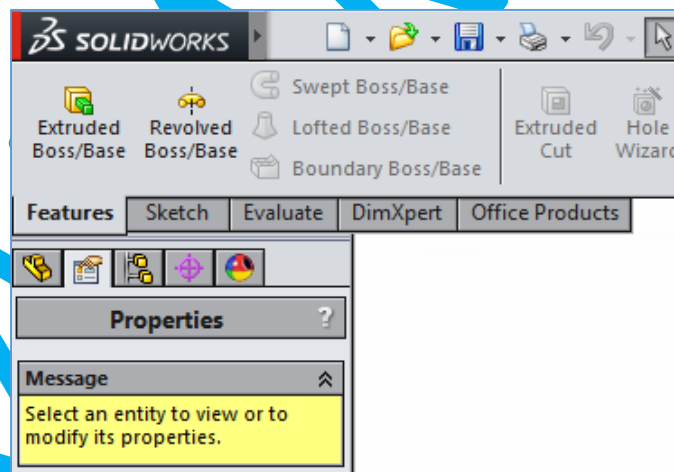 SOLIDWORKS
Extruded Boss/Base
Revolved Boss/Base
Swept Boss/Base
Lofted Boss/Base
Boundary Boss/Base
Extruded Cut
Hole Wizard
Features Sketch Evaluate DimXpert Office Products
Properties ?
Message
Select an entity to view or to
modify its properties.